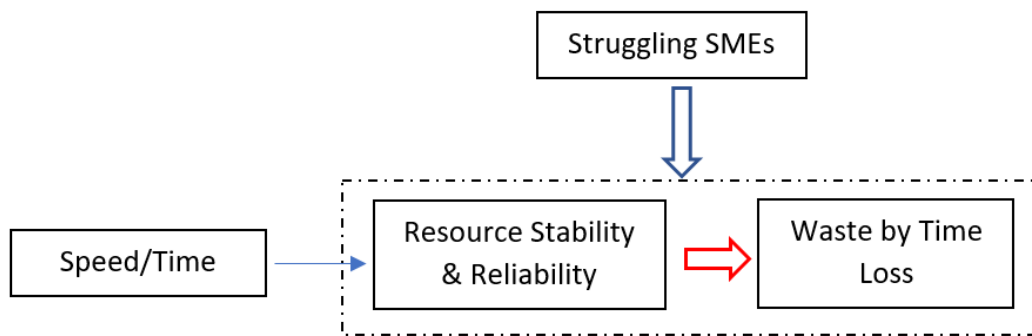 Struggling SMEs
Speed/Time
Resource Stability
& Reliability
Waste by Time
Loss